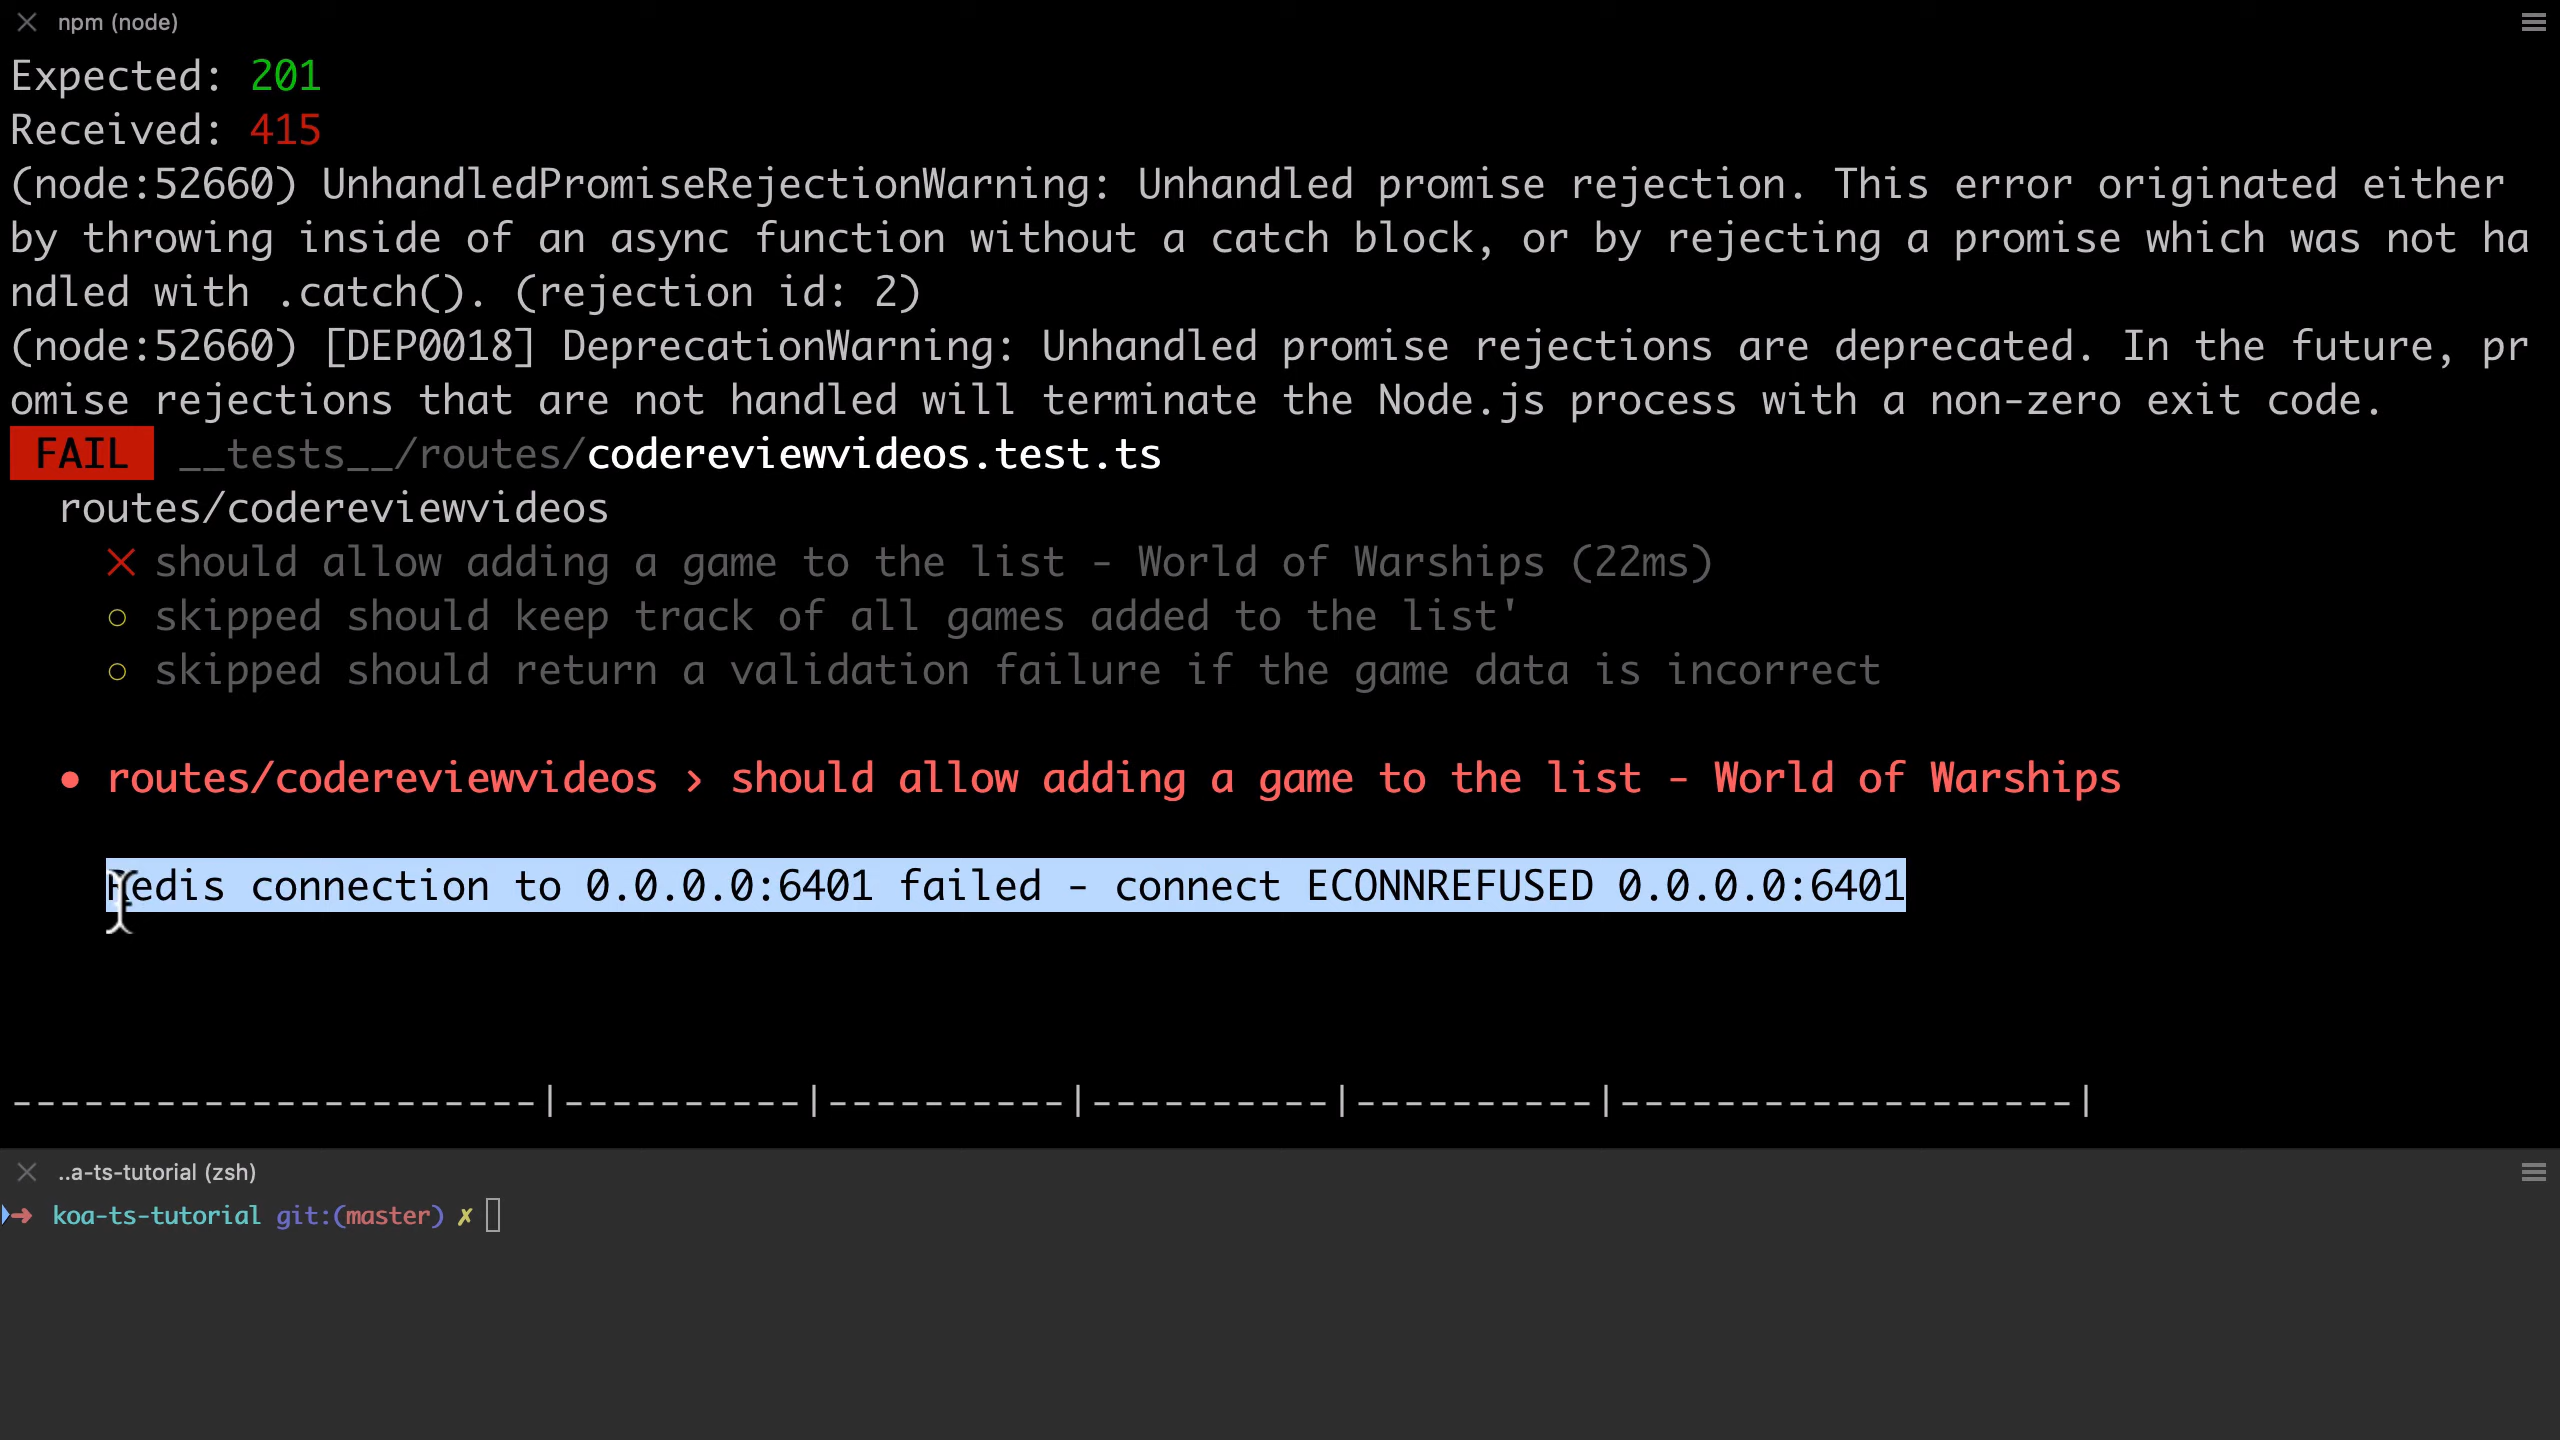 npm (node)
Expected: 201
Received: 415
(node:52660) UnhandledPromiseRejectionWarning: Unhandled promise rejection. This error originated either
by throwing inside of an async function without a catch block, or by rejecting a promise which was not ha
ndled with .catch(). (rejection id: 2)
(node:52660) [DEP0018] DeprecationWarning: Unhandled promise rejections are deprecated. In the future, pr
omise rejections that are not handled will terminate the Node.js process with a non-zero exit code.
FAIL __tests__/routes/codereviewvideos.test.ts
routes/codereviewvideos
✕ should allow adding a game to the list - World of Warships (22ms)
○ skipped should keep track of all games added to the list'
○ skipped should return a validation failure if the game data is incorrect
● routes/codereviewvideos › should allow adding a game to the list - World of Warships
Redis connection to 0.0.0.0:6401 failed - connect ECONNREFUSED 0.0.0.0:6401
----------------------|----------|----------|----------|----------|-------------------|
..a-ts-tutorial (zsh)
➜ koa-ts-tutorial git:(master) ✗